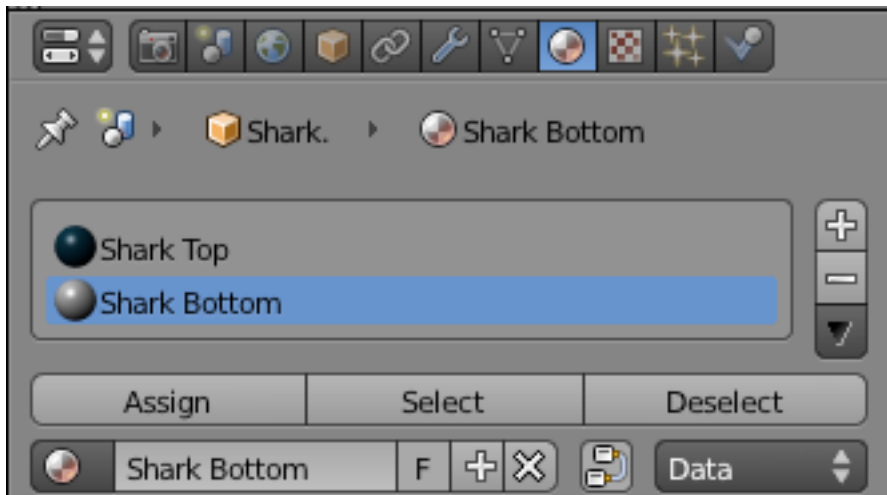 Shark. Shark Bottom
Shark Top
Shark Bottom
Assign Select Deselect
Shark Bottom F Data